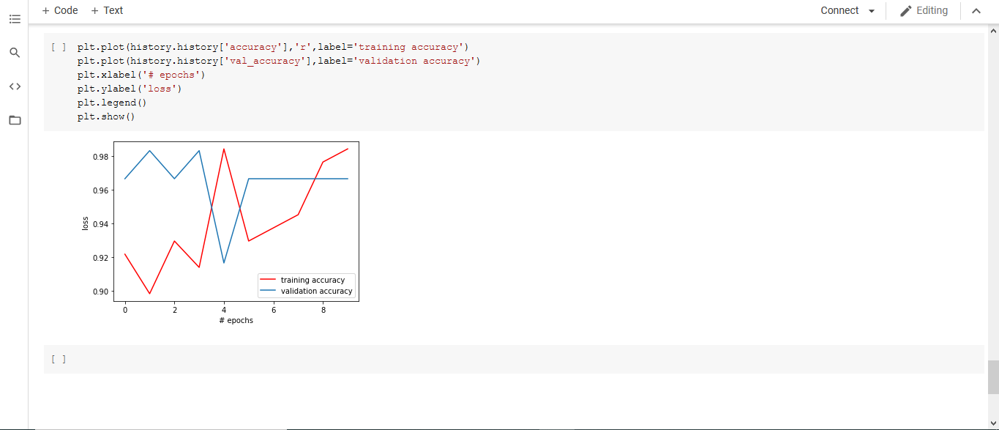 + Code + Text
Connect
Editing
[ ] plt.plot(history.history['accuracy'],'r',label='training accuracy')
plt.plot(history.history['val_accuracy'],label='validation accuracy')
plt.xlabel('# epochs')
plt.ylabel('loss')
plt.legend()
plt.show()
0.98
0.96
0.94
0.92
0.90
loss
training accuracy
validation accuracy
0 2 4 6 8
# epochs
[ ]